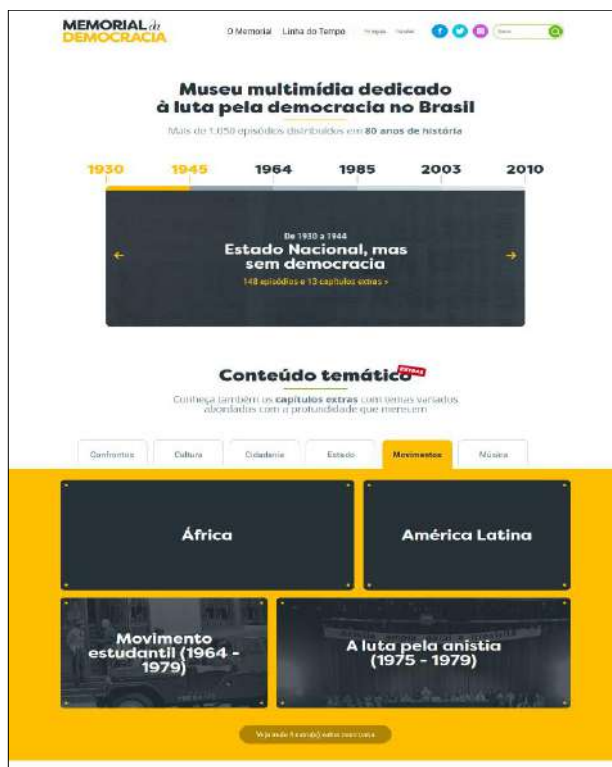 MEMORIAL da
DEMOCRACIA
O Memorial Linha do Tempo
Museu multimídia dedicado
à luta pela democracia no Brasil
Mais de 1.050 episódios distribuídos em 80 anos de história
1930 1945 1964 1985 2003 2010
De 1930 a 1944
Estado Nacional, mas
sem democracia
148 episódios e 13 capítulos extras »
Conteúdo temático
EXTRAS
Conheça também os capítulos extras com temas variados
abordados com a profundidade que merecem
Confrontos Cultura Cidadania Estado Movimentos Música
África
América Latina
Movimento
estudantil (1964 -
1979)
A luta pela anistia
(1975 - 1979)